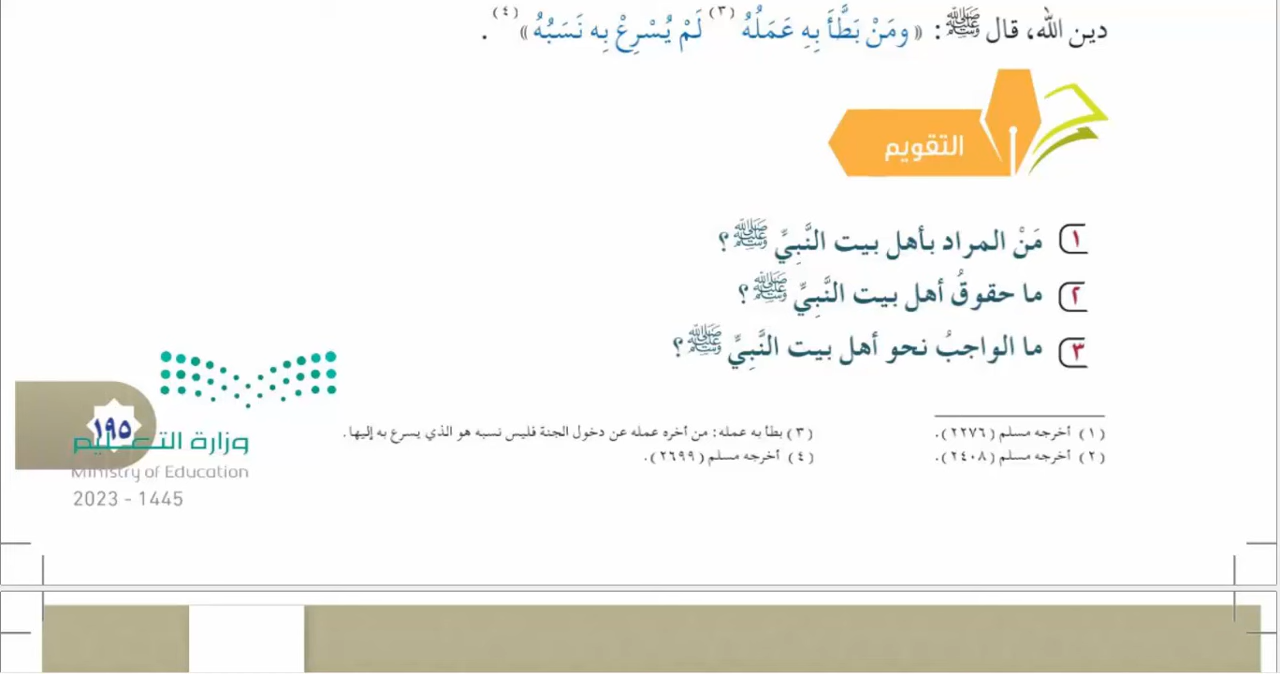 دين الله، قال ﷺ: «ومَنْ بَطَّأَ بِهِ عَمَلُهُ (٣) لَمْ يُسْرِعْ بِه نَسَبُهُ» (٤).
التقويم
١ مَنْ المراد بأهل بيت النَّبِيِّ ﷺ؟
٢ ما حقوقُ أهل بيت النَّبِيِّ ﷺ؟
٣ ما الواجبُ نحو أهل بيت النَّبِيِّ ﷺ؟
(١) أخرجه مسلم (٢٢٧٦).
(٢) أخرجه مسلم (٢٤٠٨).
(٣) بطأ به عمله: من أخره عمله عن دخول الجنة فليس نسبه هو الذي يسرع به إليها.
(٤) أخرجه مسلم (٢٦٩٩).
١٩٥
وزارة التعليم
Ministry of Education
2023 - 1445